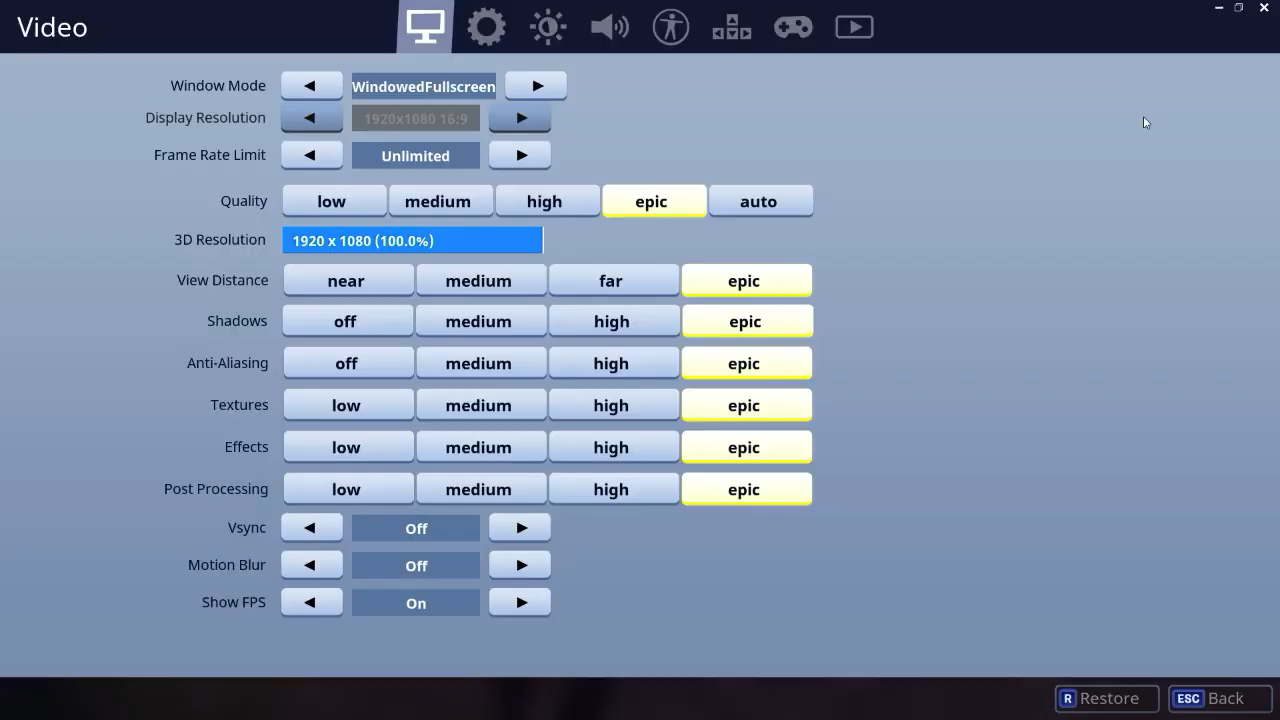 Video
Window Mode ◄ WindowedFullscreen ►
Display Resolution ◄ 1920x1080 16:9 ►
Frame Rate Limit ◄ Unlimited ►
Quality low medium high epic auto
3D Resolution 1920 x 1080 (100.0%)
View Distance near medium far epic
Shadows off medium high epic
Anti-Aliasing off medium high epic
Textures low medium high epic
Effects low medium high epic
Post Processing low medium high epic
Vsync ◄ Off ►
Motion Blur ◄ Off ►
Show FPS ◄ On ►
R Restore ESC Back